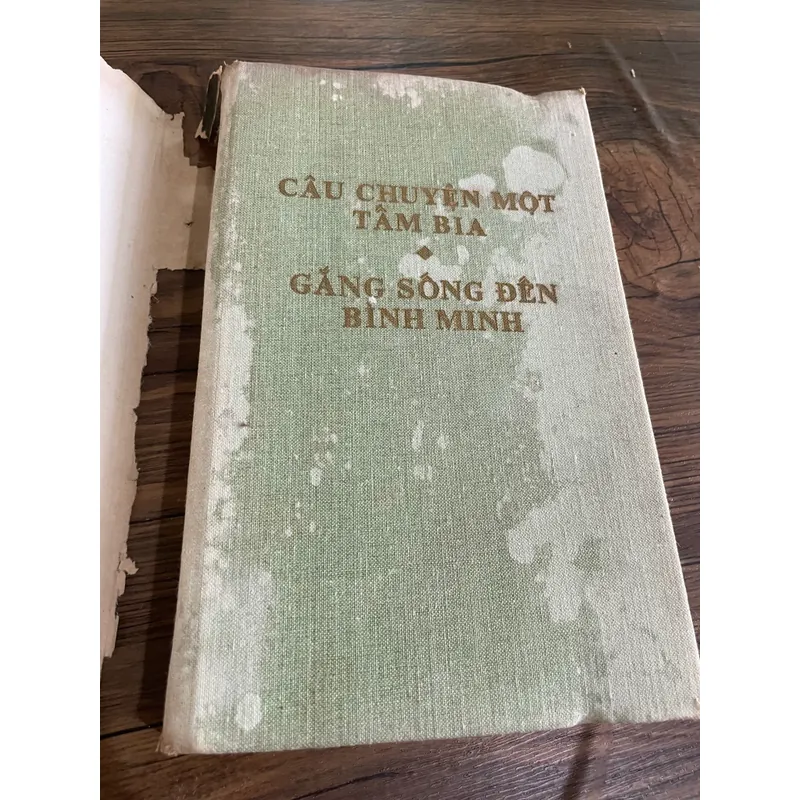 CÂU CHUYỆN MỘT
TẤM BIA
GẮNG SỐNG ĐẾN
BÌNH MINH